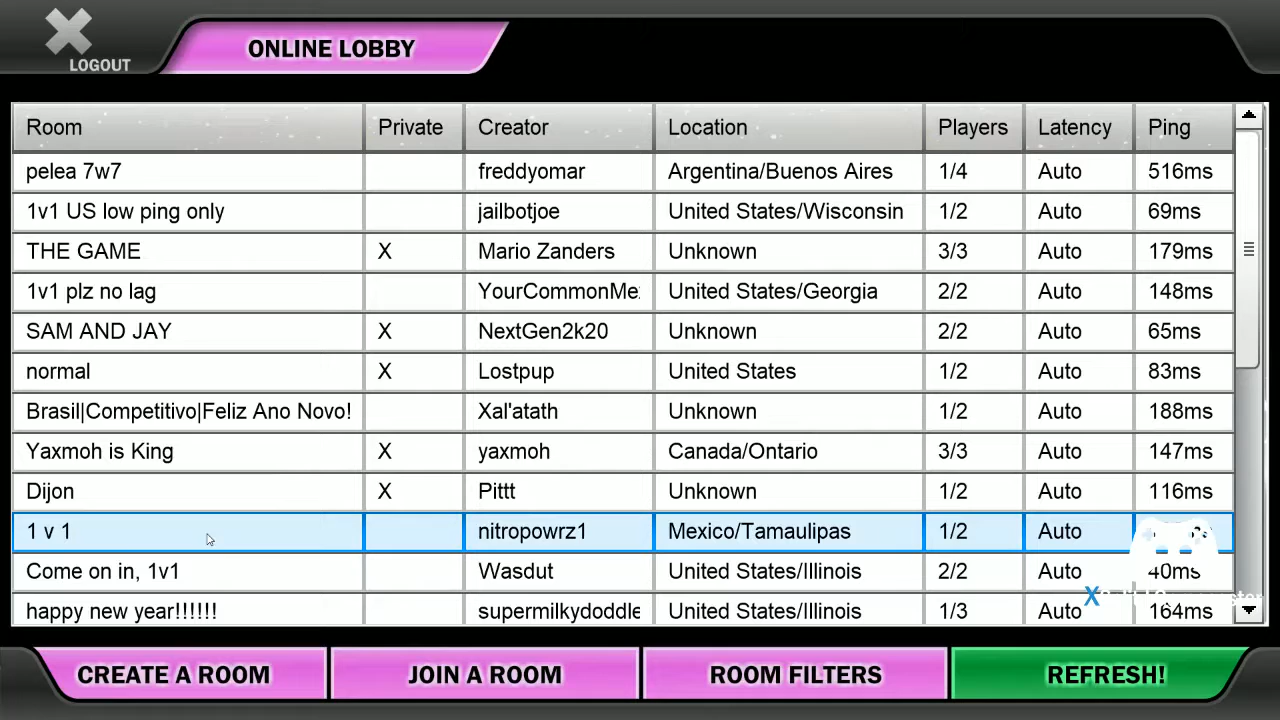 LOGOUT
ONLINE LOBBY
Room Private Creator Location Players Latency Ping
pelea 7w7 freddyomar Argentina/Buenos Aires 1/4 Auto 516ms
1v1 US low ping only jailbotjoe United States/Wisconsin 1/2 Auto 69ms
THE GAME X Mario Zanders Unknown 3/3 Auto 179ms
1v1 plz no lag YourCommonMe United States/Georgia 2/2 Auto 148ms
SAM AND JAY X NextGen2k20 Unknown 2/2 Auto 65ms
normal X Lostpup United States 1/2 Auto 83ms
Brasil|Competitivo|Feliz Ano Novo! Xal'atath Unknown 1/2 Auto 188ms
Yaxmoh is King X yaxmoh Canada/Ontario 3/3 Auto 147ms
Dijon X Pittt Unknown 1/2 Auto 116ms
1 v 1 nitropowrz1 Mexico/Tamaulipas 1/2 Auto
Come on in, 1v1 Wasdut United States/Illinois 2/2 Auto 40ms
happy new year!!!!!! supermilkydoddle United States/Illinois 1/3 Auto 164ms
CREATE A ROOM JOIN A ROOM ROOM FILTERS REFRESH!